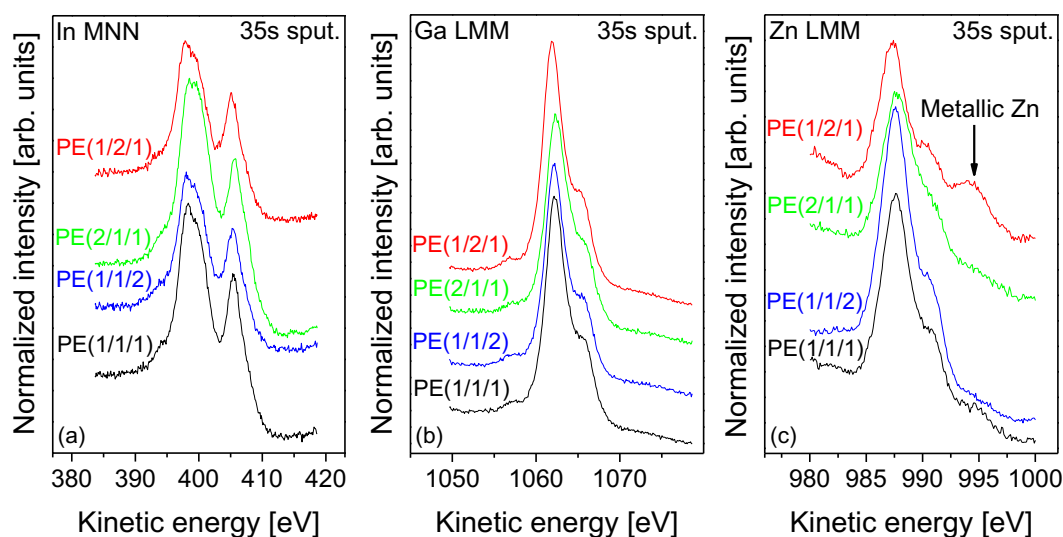 In MNN 35s sput.
PE(1/2/1)
PE(2/1/1)
PE(1/1/2)
PE(1/1/1)
(a)
Normalized intensity [arb. units]
380 390 400 410 420
Kinetic energy [eV]
Ga LMM 35s sput.
PE(1/2/1)
PE(2/1/1)
PE(1/1/2)
PE(1/1/1)
(b)
Normalized intensity [arb. units]
1050 1060 1070
Kinetic energy [eV]
Zn LMM 35s sput.
Metallic Zn
PE(1/2/1)
PE(2/1/1)
PE(1/1/2)
PE(1/1/1)
(c)
Normalized intensity [arb. units]
980 985 990 995 1000
Kinetic energy [eV]